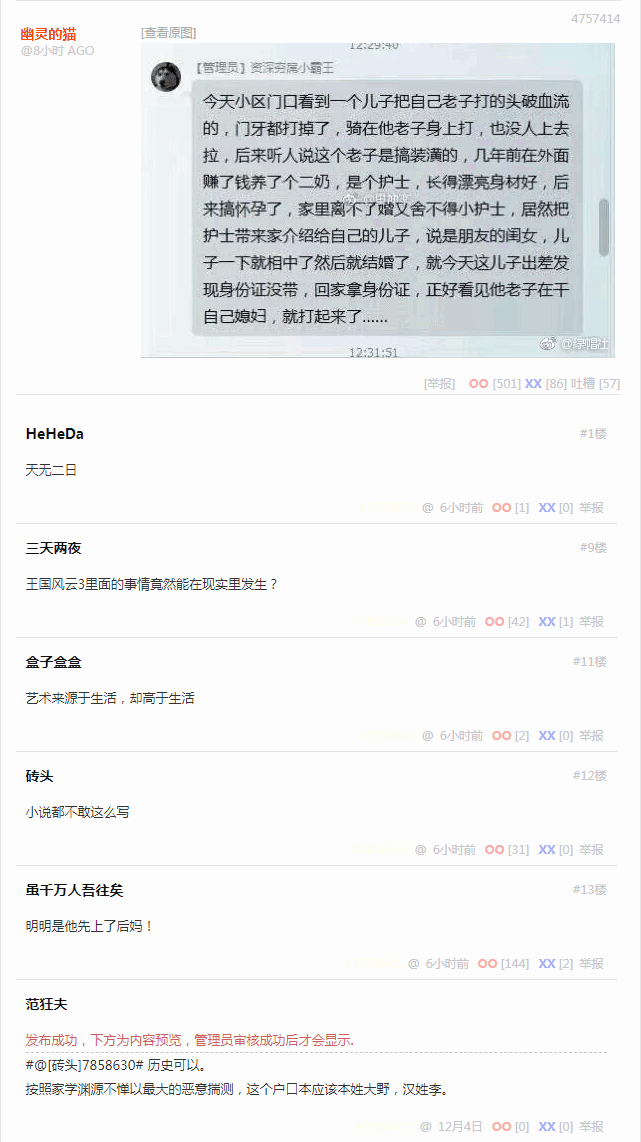 4757414
幽灵的猫
@8小时 AGO
[查看原图]
12:29:40
【管理员】资深穷屌小霸王
今天小区门口看到一个儿子把自己老子打的头破血流
的，门牙都打掉了，骑在他老子身上打，也没人上去
拉，后来听人说这个老子是搞装潢的，几年前在外面
赚了钱养了个二奶，是个护士，长得漂亮身材好，后
来搞怀孕了，家里离不了婚又舍不得小护士，居然把
护士带来家介绍给自己的儿子，说是朋友的闺女，儿
子一下就相中了然后就结婚了，就今天这儿子出差发
现身份证没带，回家拿身份证，正好看见他老子在干
自己媳妇，就打起来了......
12:31:51
[举报] OO [501] XX [86] 吐槽 [57]
HeHeDa
#1楼
天无二日
@ 6小时前 OO [1] XX [0] 举报
三天两夜
#9楼
王国风云3里面的事情竟然能在现实里发生？
@ 6小时前 OO [42] XX [1] 举报
盒子盒盒
#11楼
艺术来源于生活，却高于生活
@ 6小时前 OO [2] XX [0] 举报
砖头
#12楼
小说都不敢这么写
@ 6小时前 OO [31] XX [0] 举报
虽千万人吾往矣
#13楼
明明是他先上了后妈！
@ 6小时前 OO [144] XX [2] 举报
范狂夫
发布成功，下方为内容预览，管理员审核成功后才会显示.
#@[砖头]7858630# 历史可以。
按照家学渊源不惮以最大的恶意揣测，这个户口本应该本姓大野，汉姓李。
@ 12月4日 OO [0] XX [0] 举报